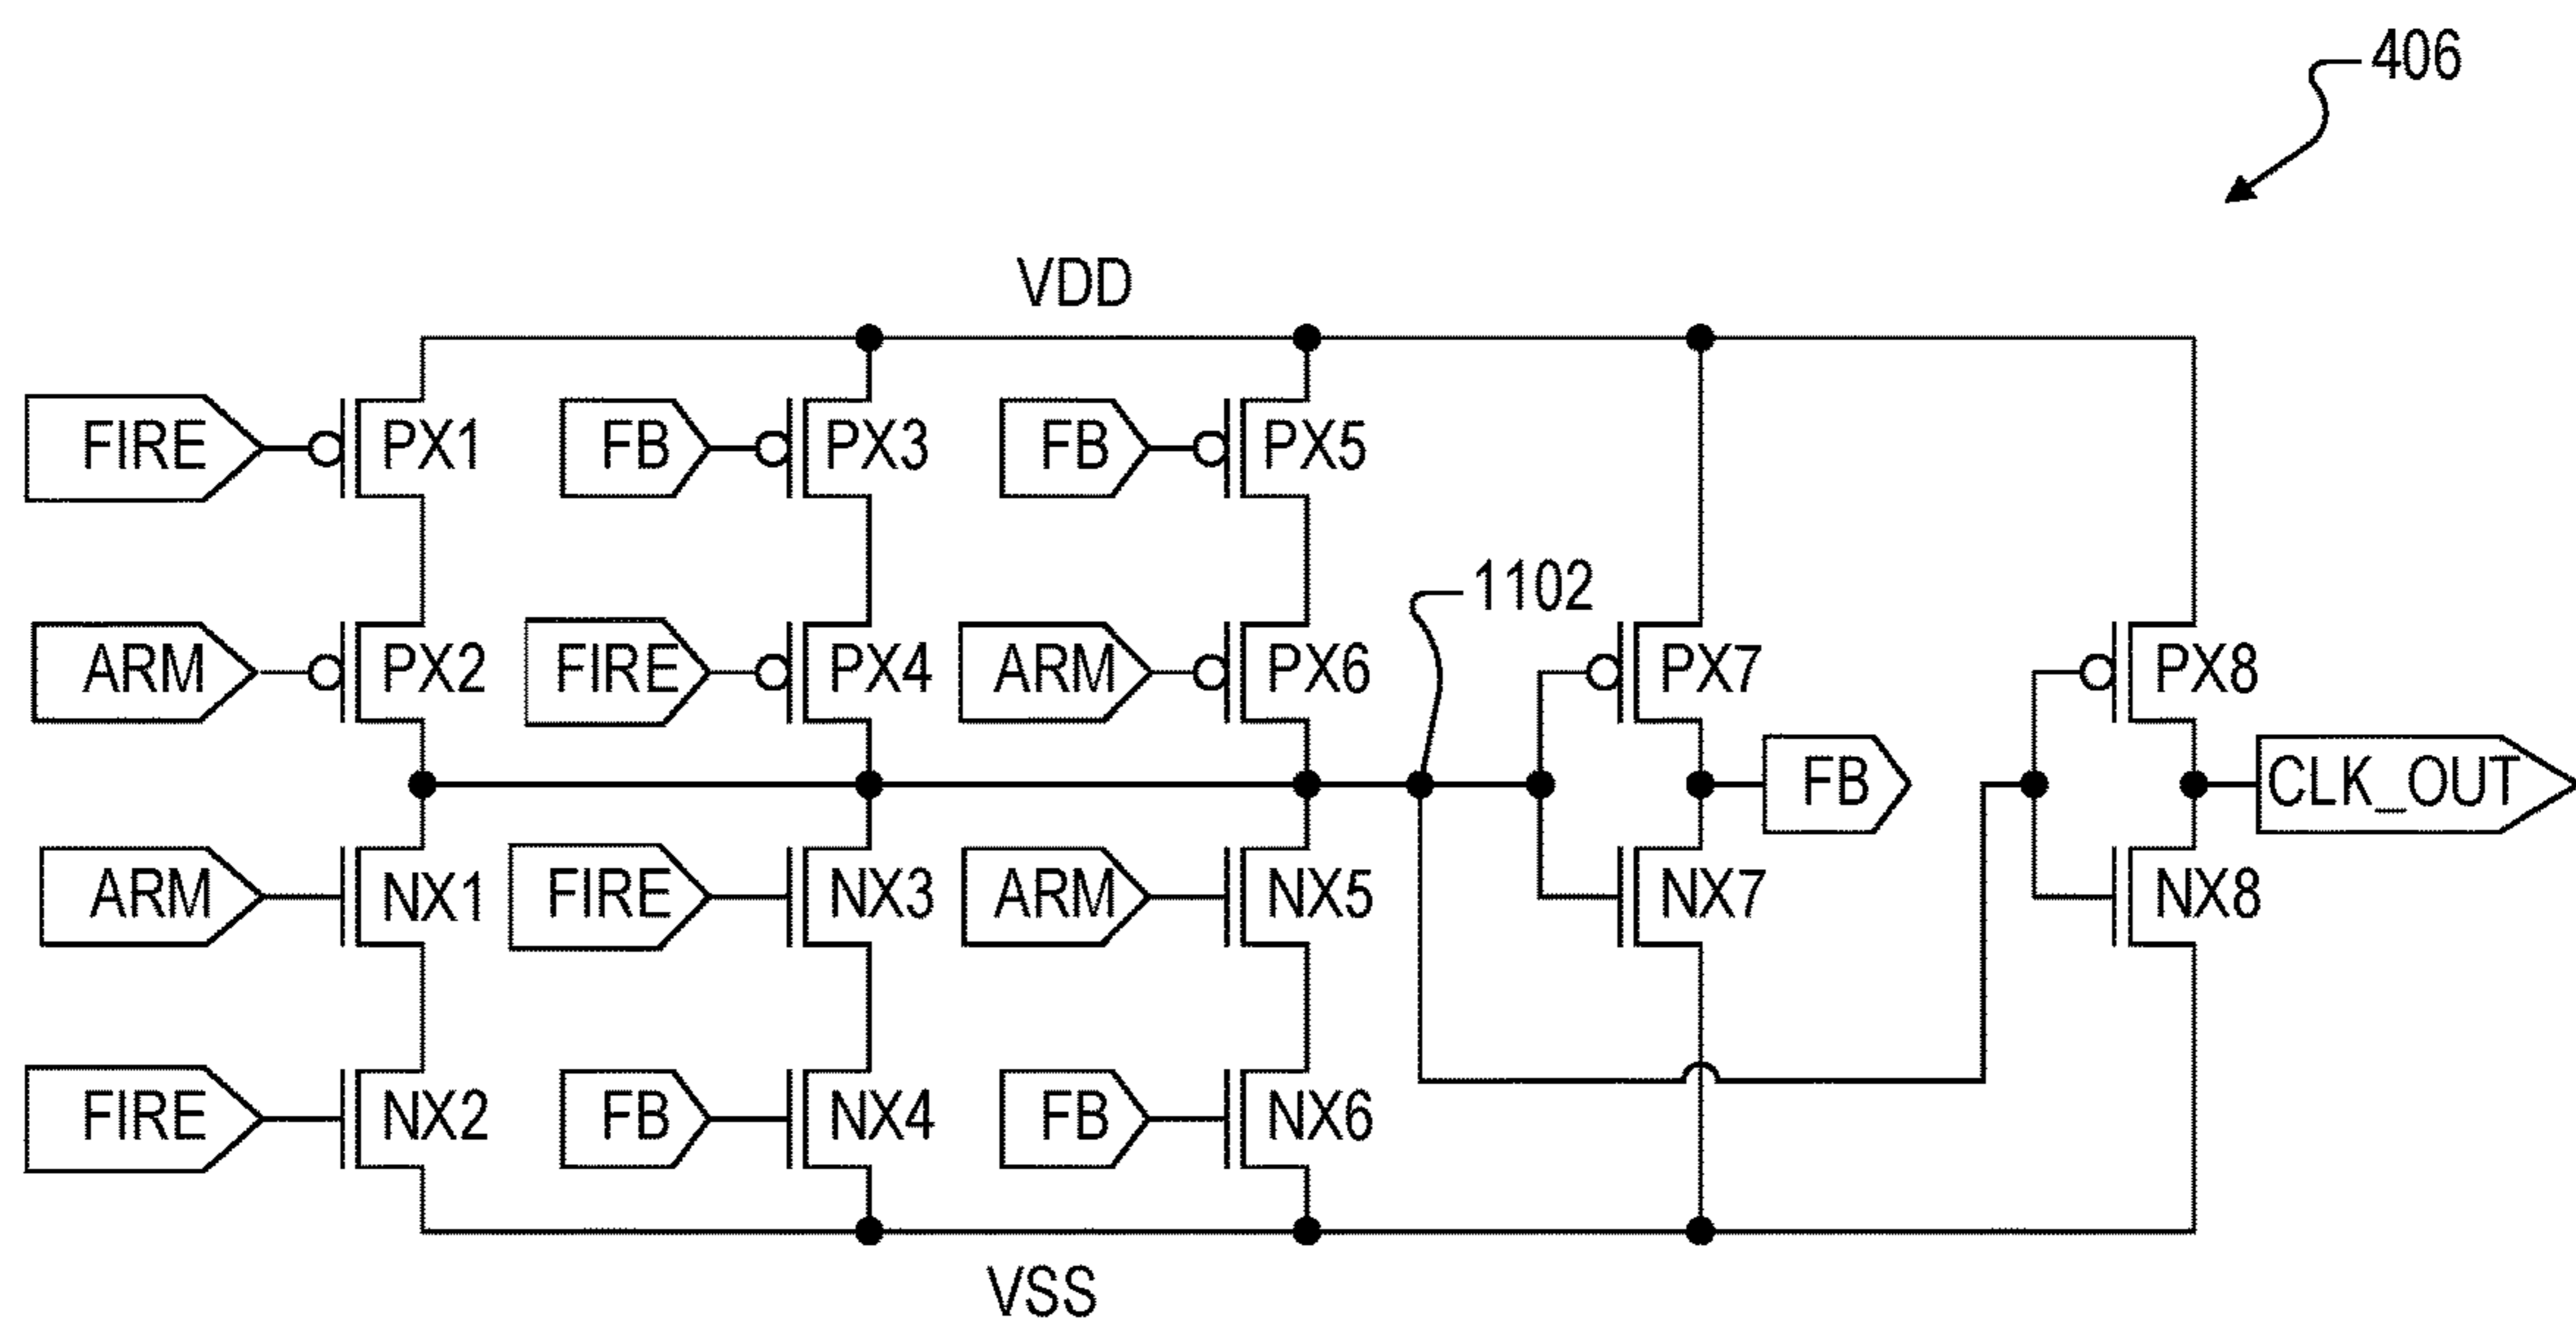 406
VDD
FIRE PX1 FB PX3 FB PX5
1102
ARM PX2 FIRE PX4 ARM PX6 PX7 PX8
FB CLK_OUT
ARM NX1 FIRE NX3 ARM NX5 NX7 NX8
FIRE NX2 FB NX4 FB NX6
VSS